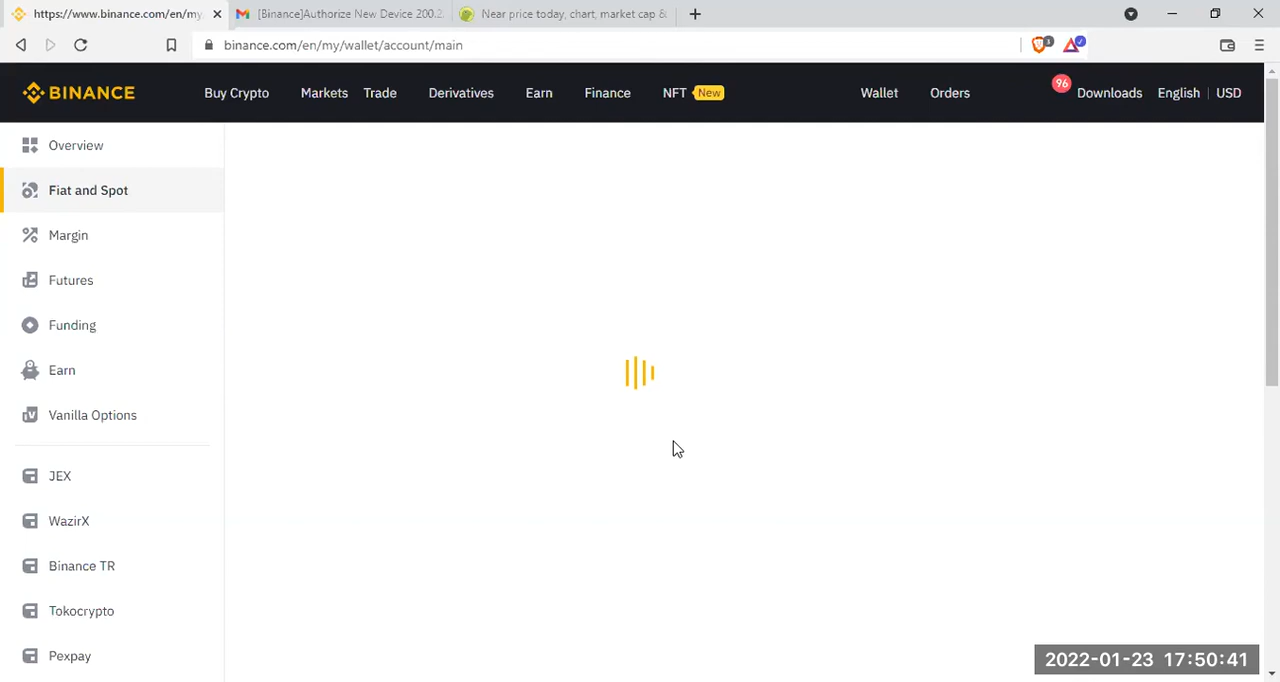 https://www.binance.com/en/my
[Binance]Authorize New Device 200.2
Near price today, chart, market cap &
binance.com/en/my/wallet/account/main
BINANCE
Buy Crypto
Markets
Trade
Derivatives
Earn
Finance
NFT
New
Wallet
Orders
96
Downloads
English
USD
Overview
Fiat and Spot
Margin
Futures
Funding
Earn
Vanilla Options
JEX
WazirX
Binance TR
Tokocrypto
Pexpay
2022-01-23 17:50:41